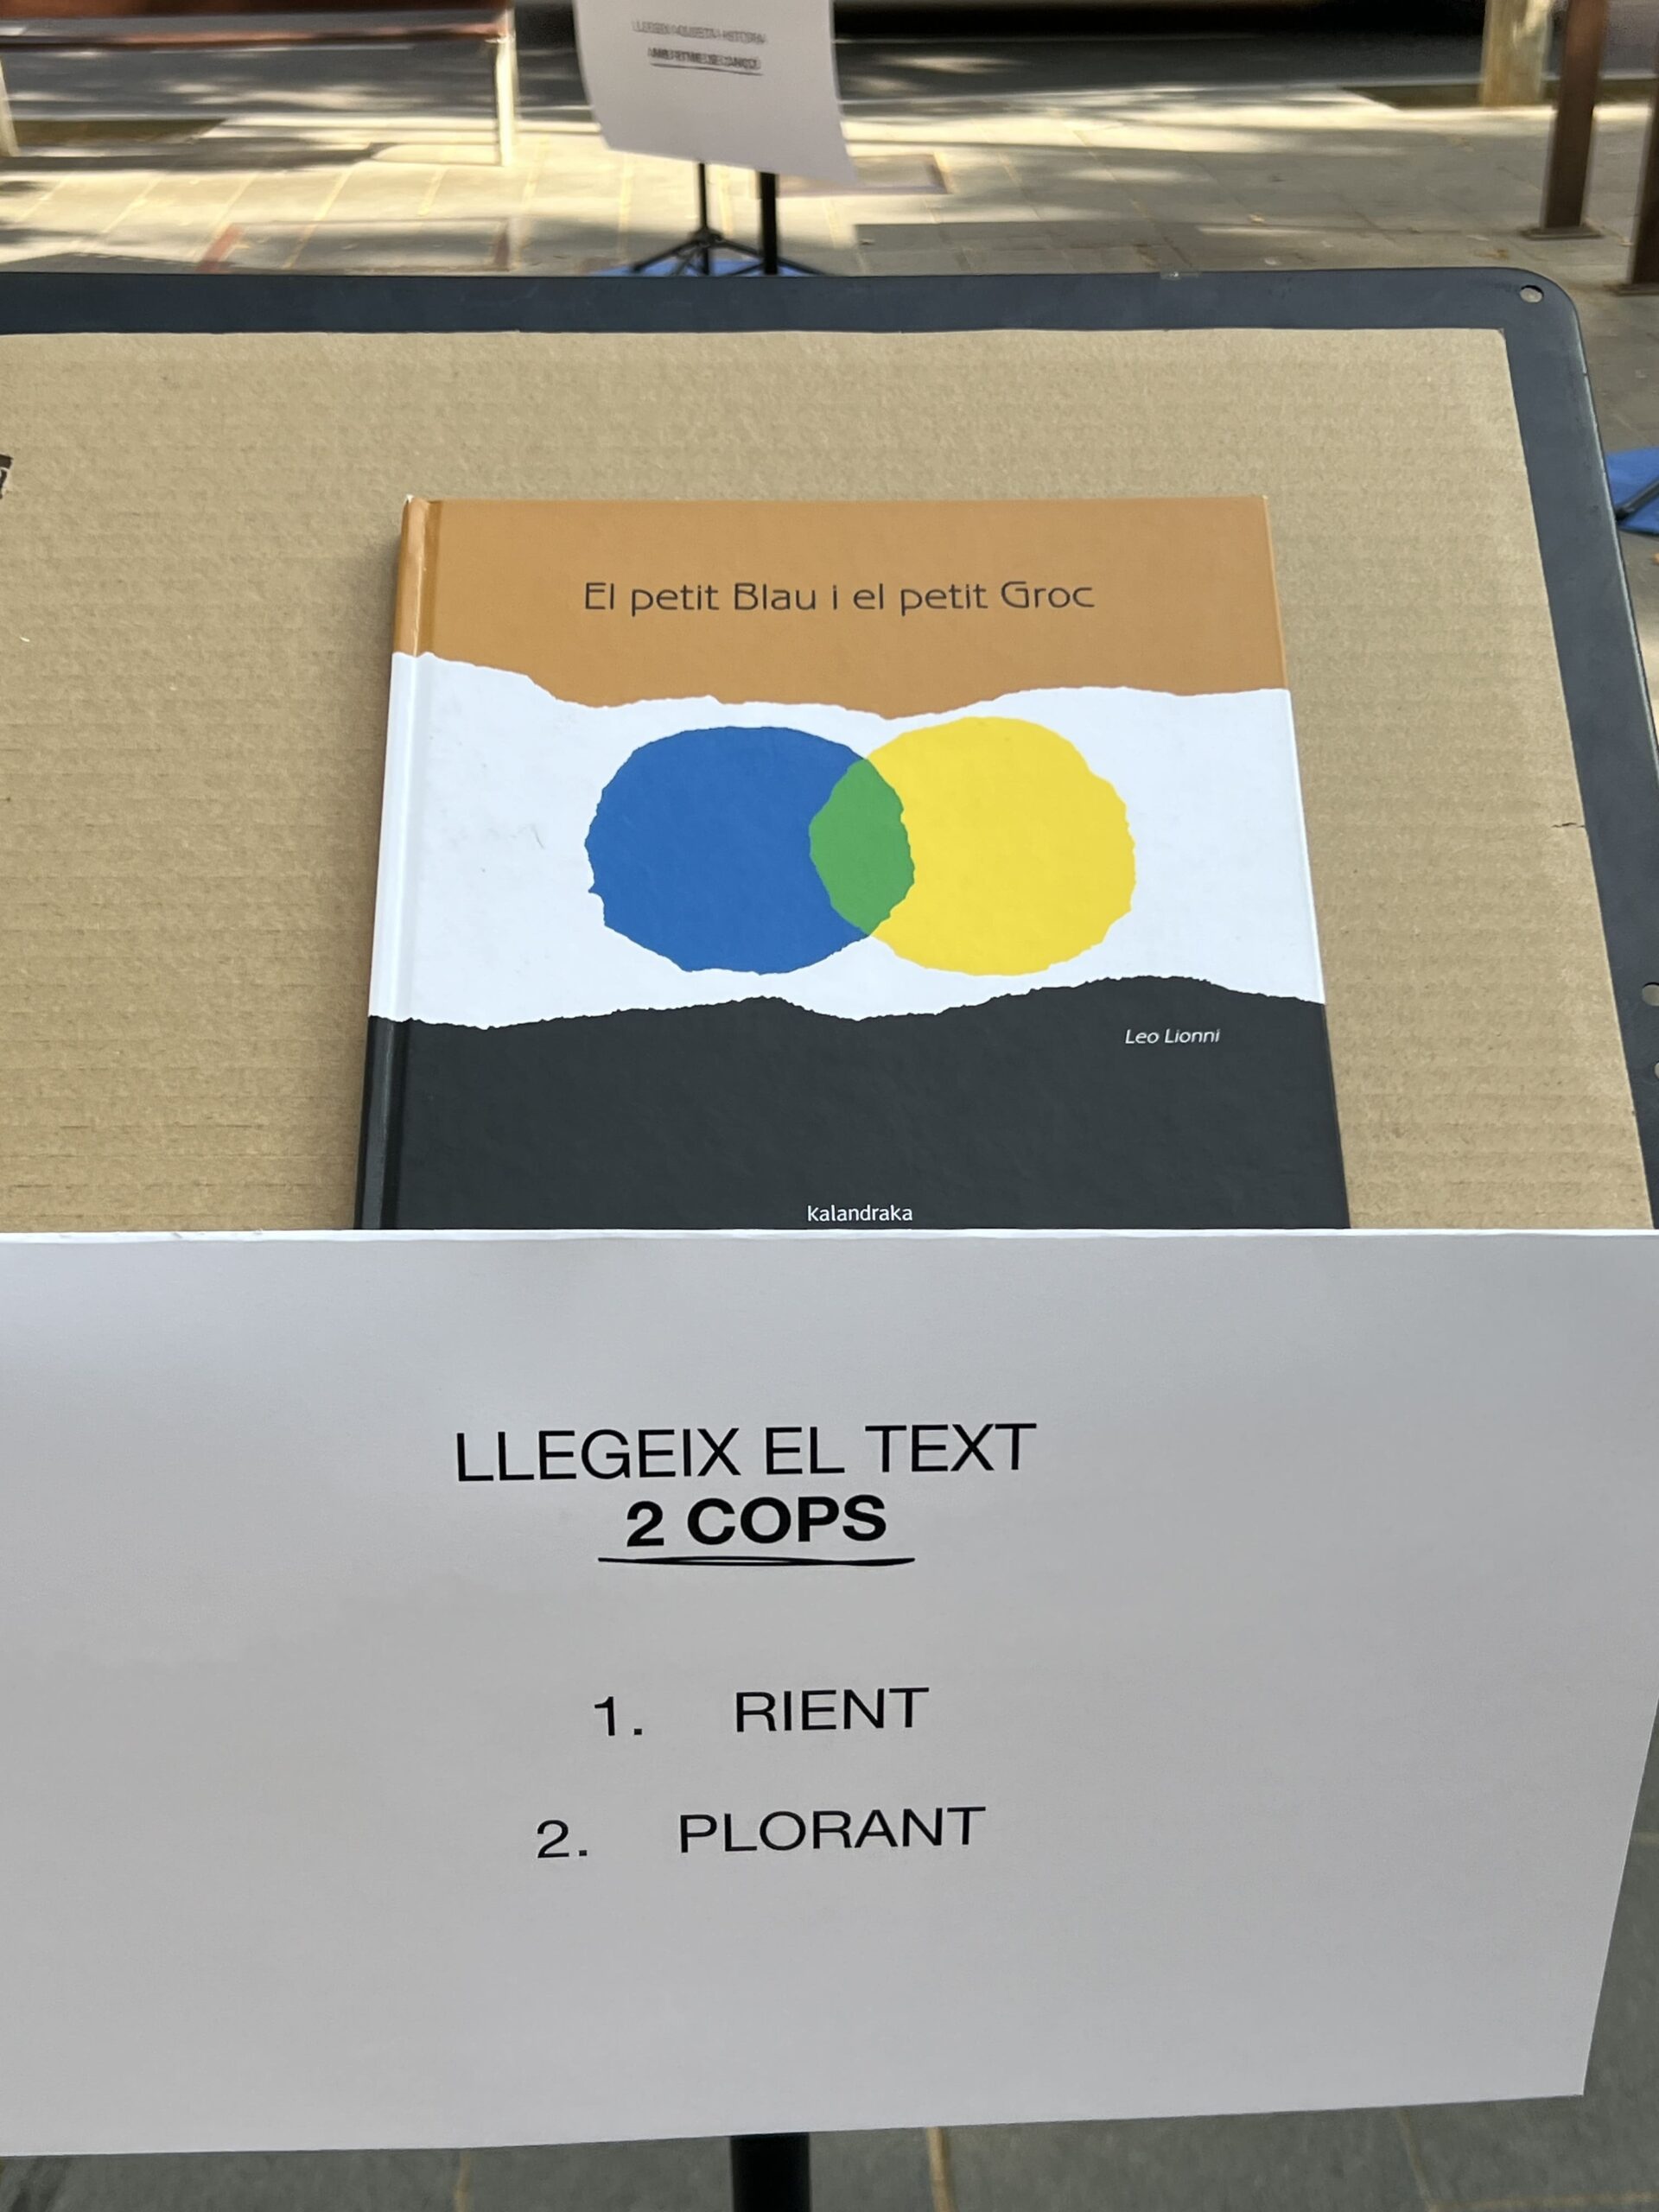 El petit Blau i el petit Groc
Leo Lionni
Kalandraka
LLEGEIX EL TEXT
2 COPS
1. RIENT
2. PLORANT